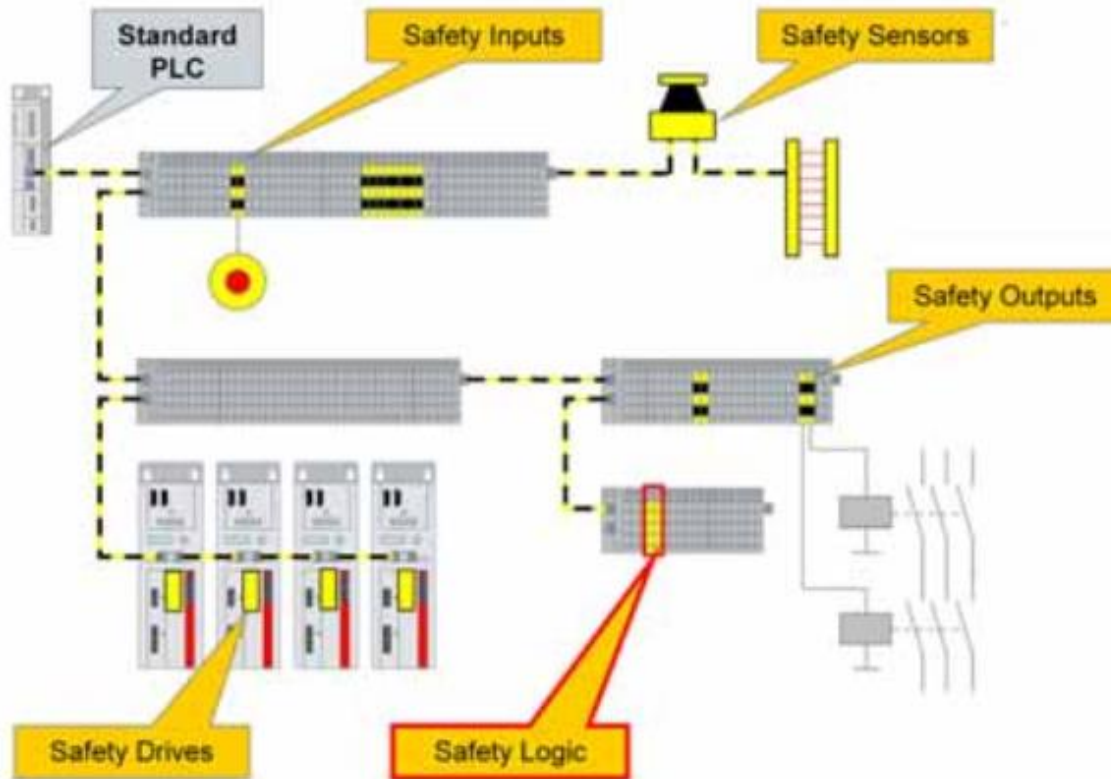 Standard
PLC
Safety Inputs
Safety Sensors
Safety Outputs
Safety Drives
Safety Logic